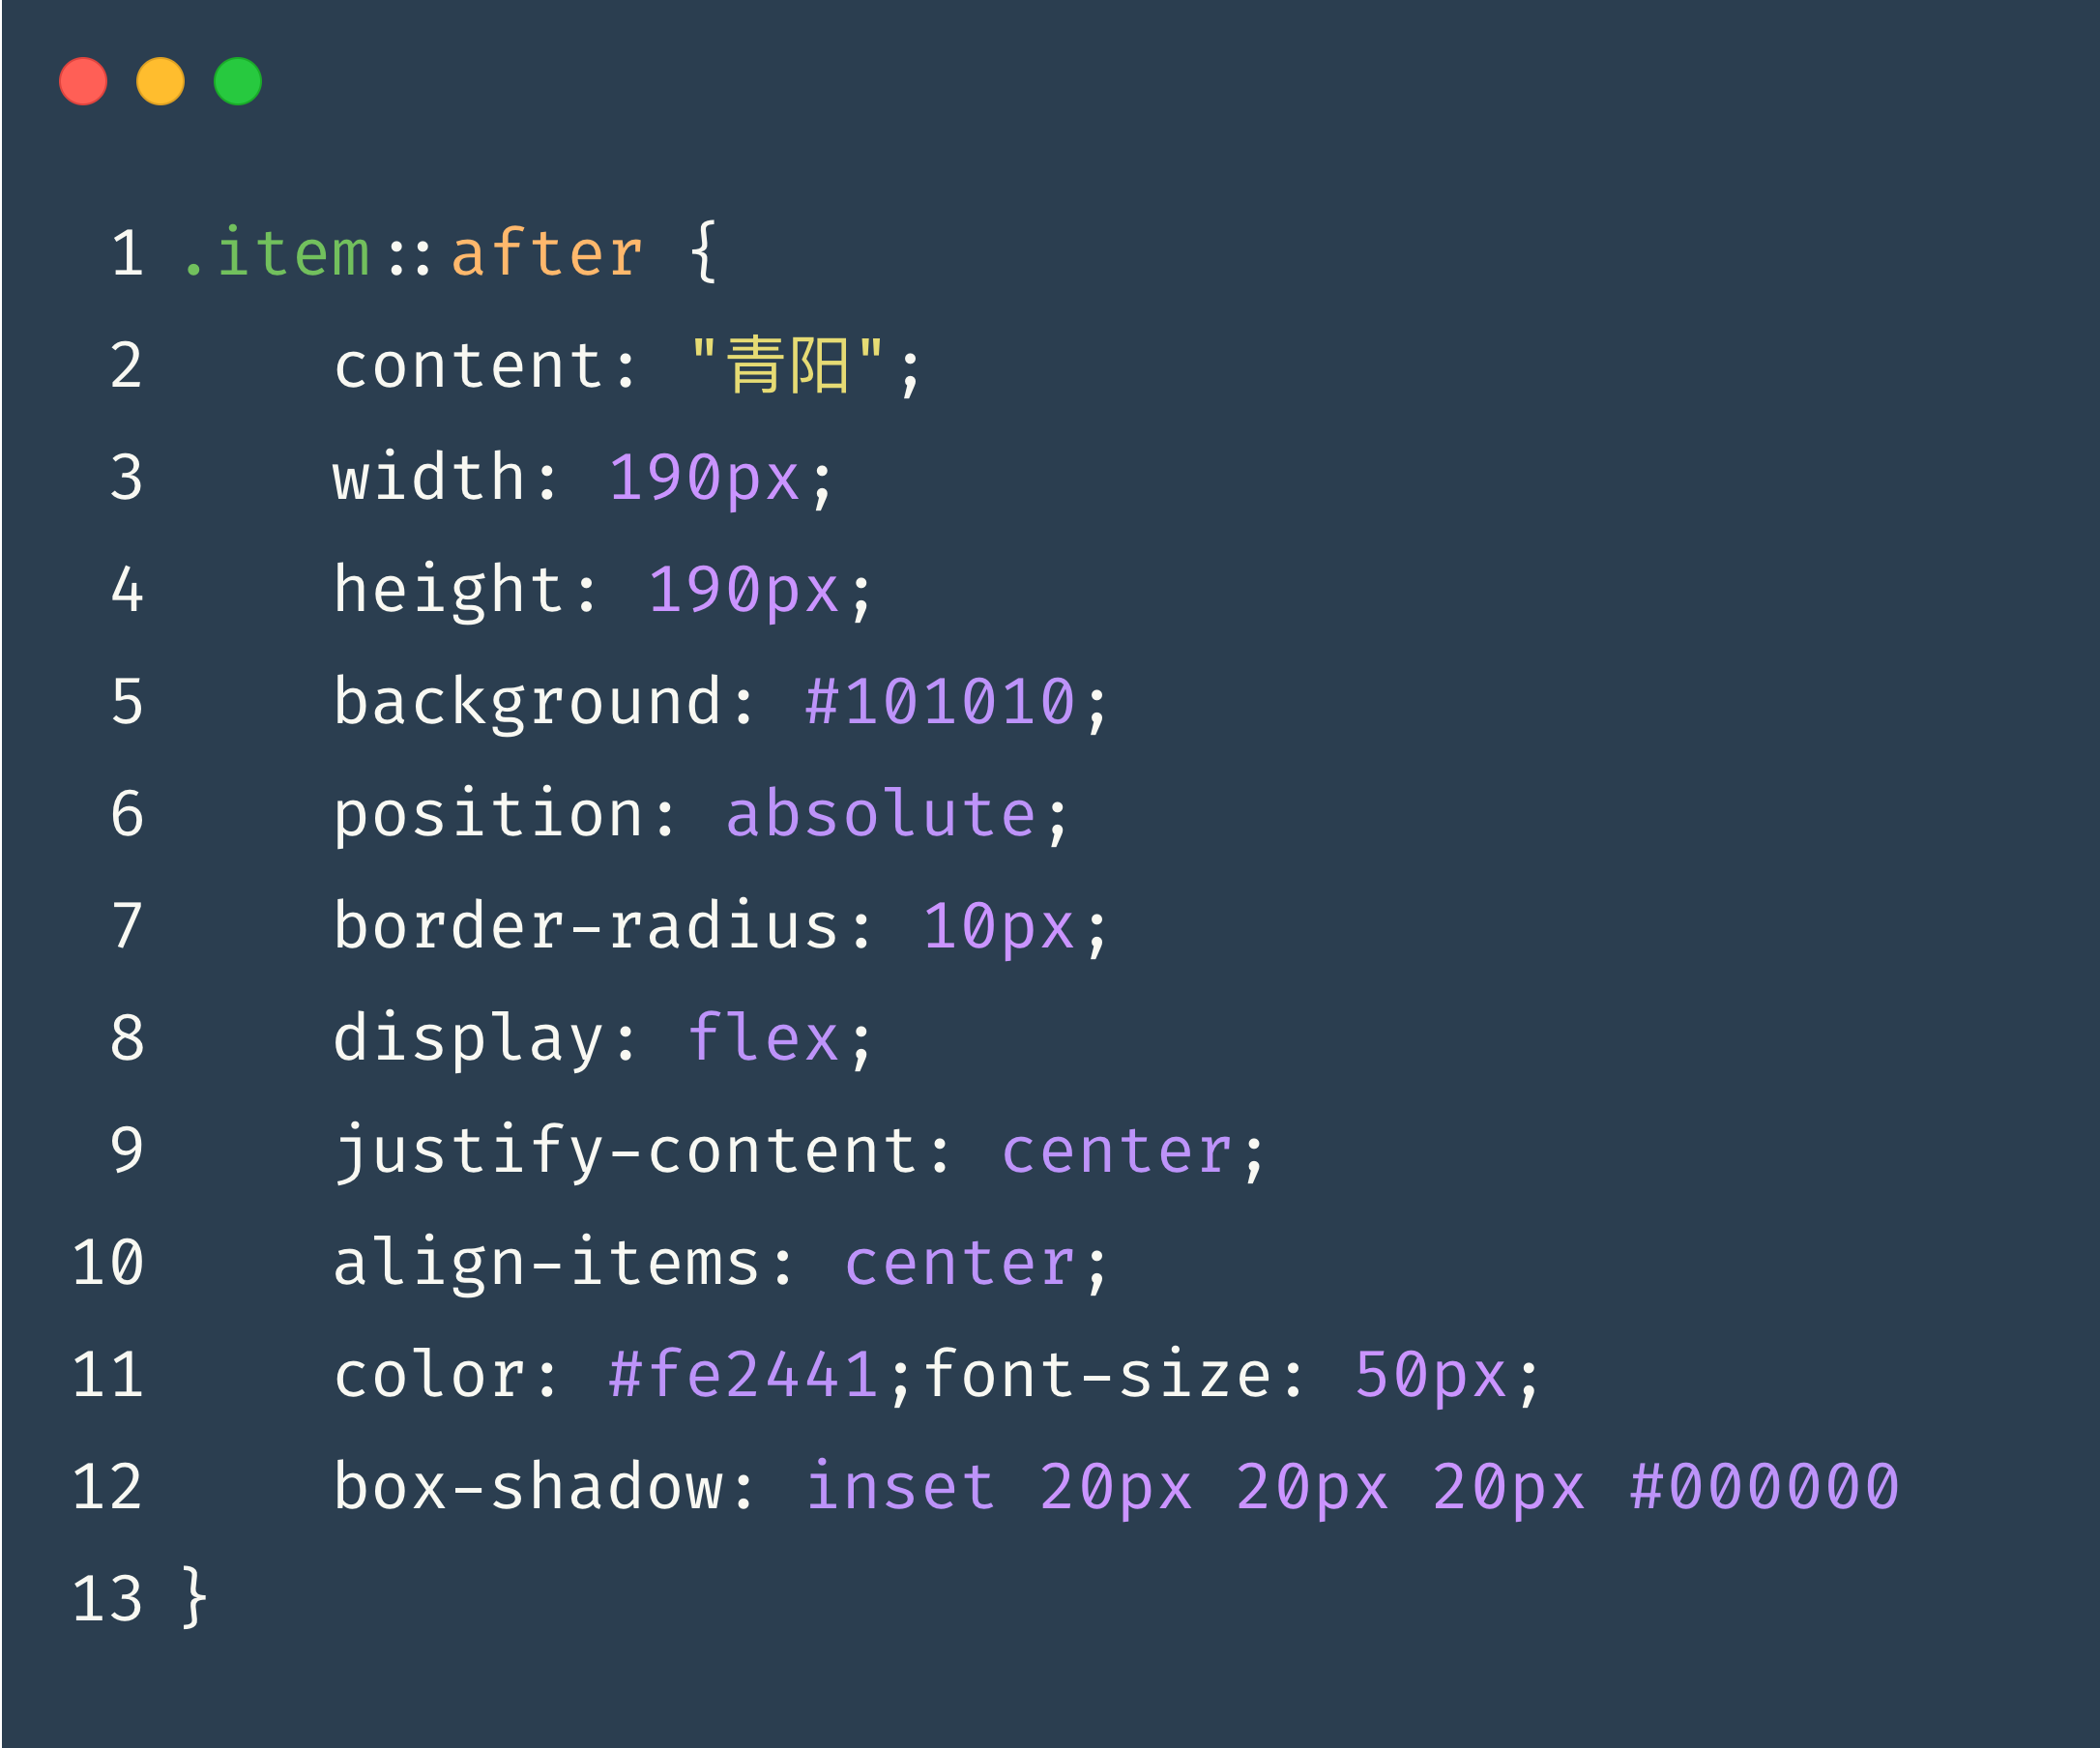 1 .item::after {
2     content: "青阳";
3     width: 190px;
4     height: 190px;
5     background: #101010;
6     position: absolute;
7     border-radius: 10px;
8     display: flex;
9     justify-content: center;
10     align-items: center;
11     color: #fe2441;font-size: 50px;
12     box-shadow: inset 20px 20px 20px #000000
13 }